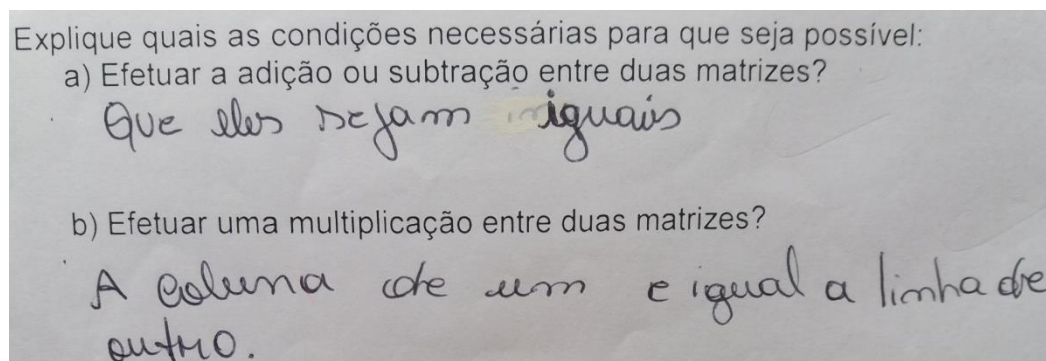 Explique quais as condições necessárias para que seja possível:
a) Efetuar a adição ou subtração entre duas matrizes?
Que eles sejam iguais
b) Efetuar uma multiplicação entre duas matrizes?
A coluna de um e igual a linha de
outro.